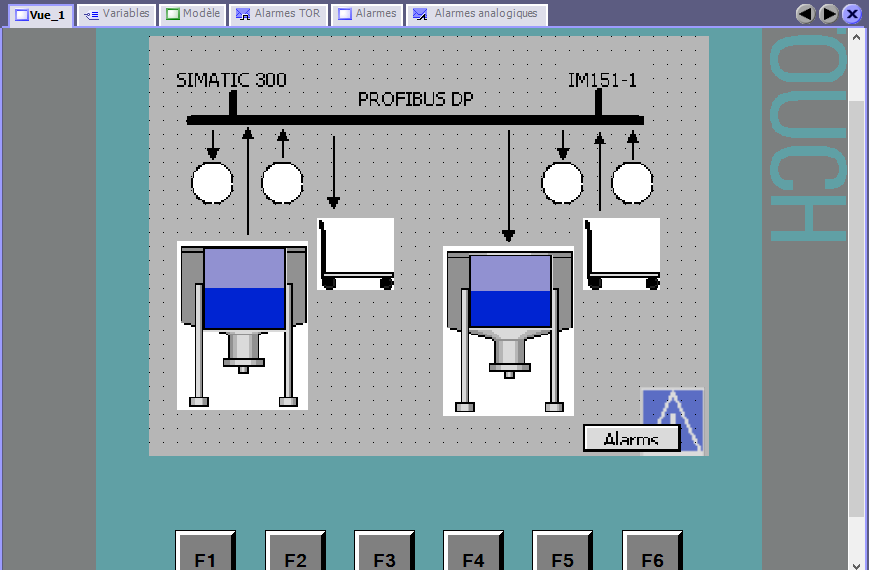 Vue_1 Variables Modèle Alarmes TOR Alarmes Alarmes analogiques
SIMATIC 300 IM151-1
PROFIBUS DP
OUCH
Alarms
F1 F2 F3 F4 F5 F6